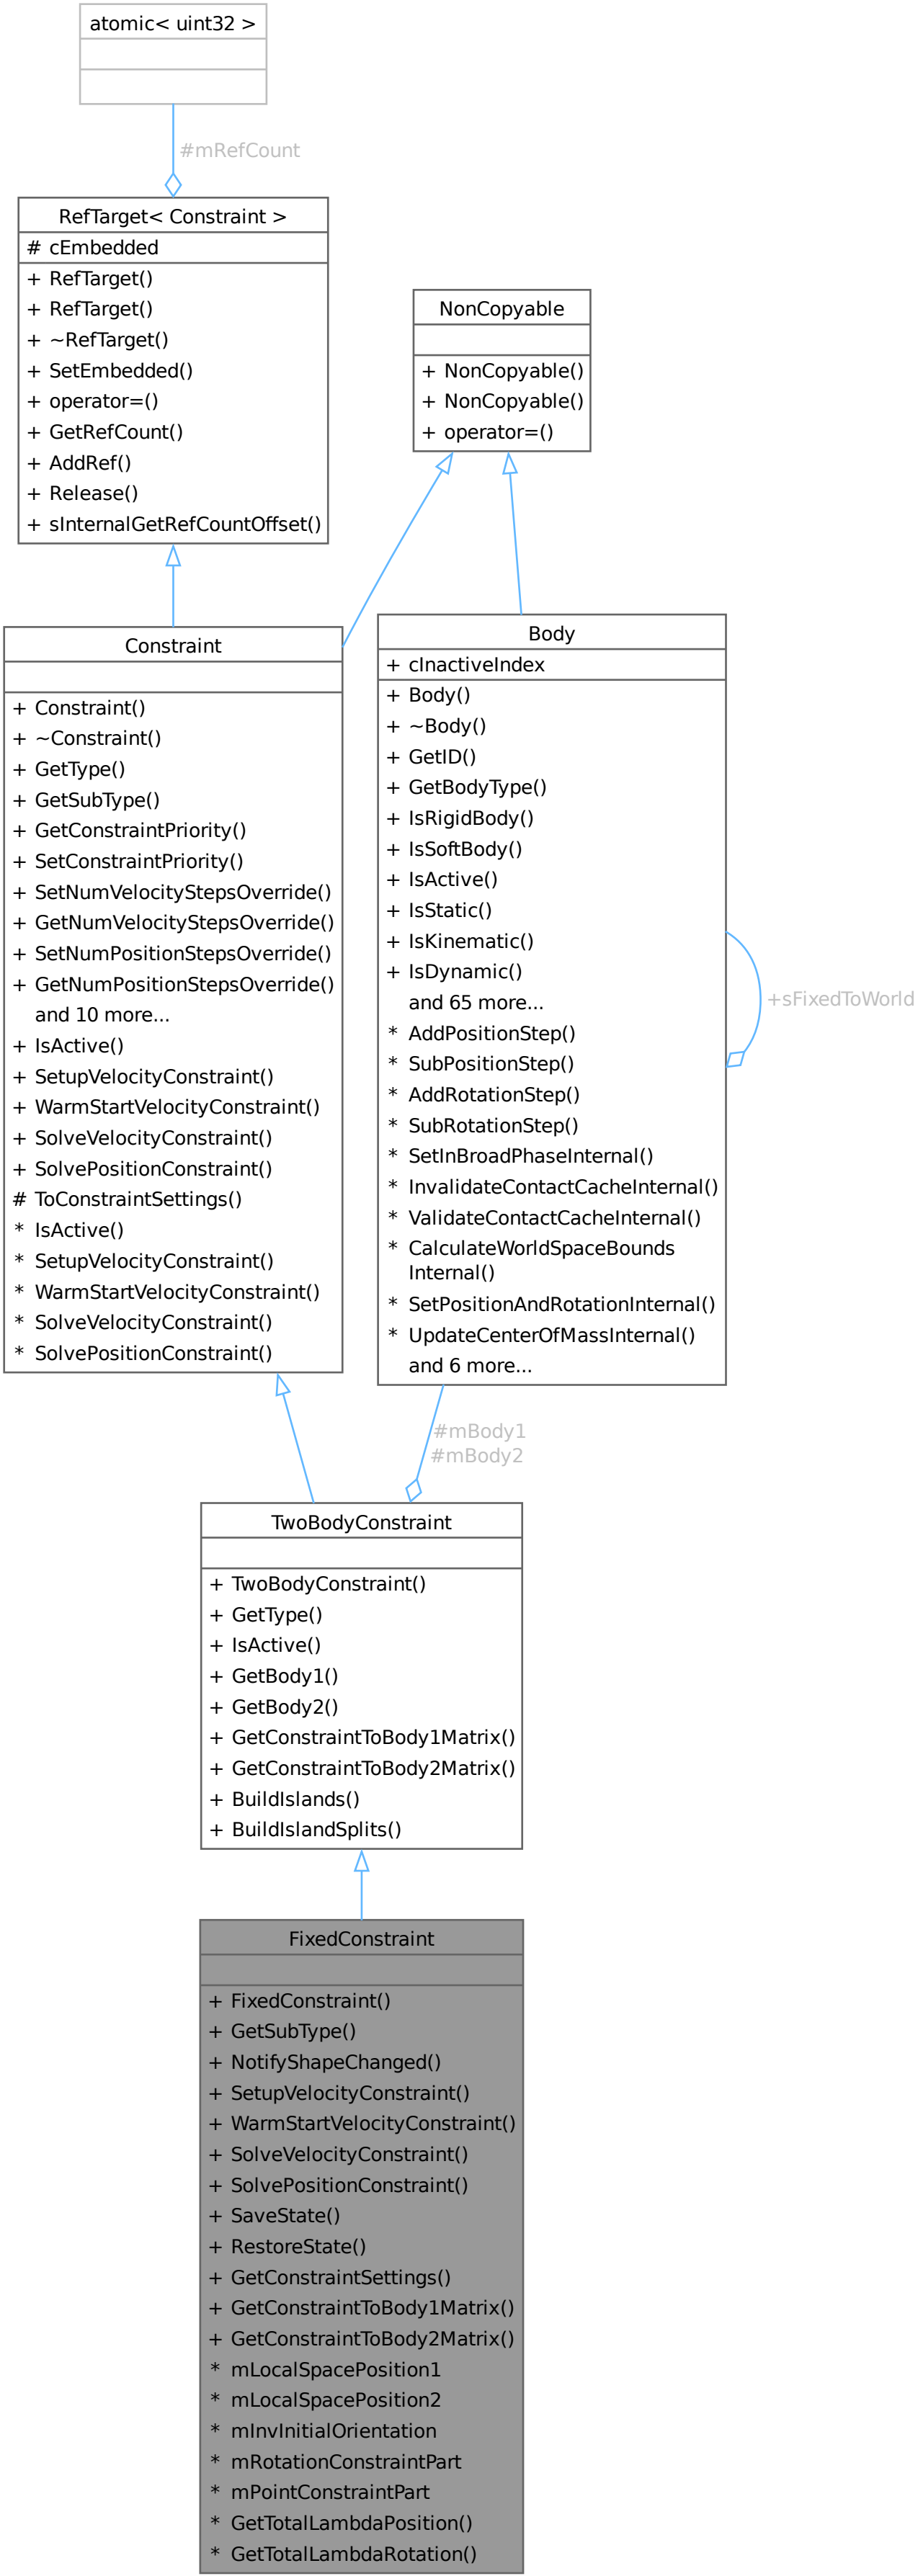 atomic< uint32 >
#mRefCount
RefTarget< Constraint >
# cEmbedded
+ RefTarget()
+ RefTarget()
+ ~RefTarget()
+ SetEmbedded()
+ operator=()
+ GetRefCount()
+ AddRef()
+ Release()
+ sInternalGetRefCountOffset()
NonCopyable
+ NonCopyable()
+ NonCopyable()
+ operator=()
Constraint
+ Constraint()
+ ~Constraint()
+ GetType()
+ GetSubType()
+ GetConstraintPriority()
+ SetConstraintPriority()
+ SetNumVelocityStepsOverride()
+ GetNumVelocityStepsOverride()
+ SetNumPositionStepsOverride()
+ GetNumPositionStepsOverride()
and 10 more...
+ IsActive()
+ SetupVelocityConstraint()
+ WarmStartVelocityConstraint()
+ SolveVelocityConstraint()
+ SolvePositionConstraint()
# ToConstraintSettings()
* IsActive()
* SetupVelocityConstraint()
* WarmStartVelocityConstraint()
* SolveVelocityConstraint()
* SolvePositionConstraint()
Body
+ cInactiveIndex
+ Body()
+ ~Body()
+ GetID()
+ GetBodyType()
+ IsRigidBody()
+ IsSoftBody()
+ IsActive()
+ IsStatic()
+ IsKinematic()
+ IsDynamic()
and 65 more...
* AddPositionStep()
* SubPositionStep()
* AddRotationStep()
* SubRotationStep()
* SetInBroadPhaseInternal()
* InvalidateContactCacheInternal()
* ValidateContactCacheInternal()
* CalculateWorldSpaceBounds
Internal()
* SetPositionAndRotationInternal()
* UpdateCenterOfMassInternal()
and 6 more...
+sFixedToWorld
#mBody1
#mBody2
TwoBodyConstraint
+ TwoBodyConstraint()
+ GetType()
+ IsActive()
+ GetBody1()
+ GetBody2()
+ GetConstraintToBody1Matrix()
+ GetConstraintToBody2Matrix()
+ BuildIslands()
+ BuildIslandSplits()
FixedConstraint
+ FixedConstraint()
+ GetSubType()
+ NotifyShapeChanged()
+ SetupVelocityConstraint()
+ WarmStartVelocityConstraint()
+ SolveVelocityConstraint()
+ SolvePositionConstraint()
+ SaveState()
+ RestoreState()
+ GetConstraintSettings()
+ GetConstraintToBody1Matrix()
+ GetConstraintToBody2Matrix()
* mLocalSpacePosition1
* mLocalSpacePosition2
* mInvInitialOrientation
* mRotationConstraintPart
* mPointConstraintPart
* GetTotalLambdaPosition()
* GetTotalLambdaRotation()